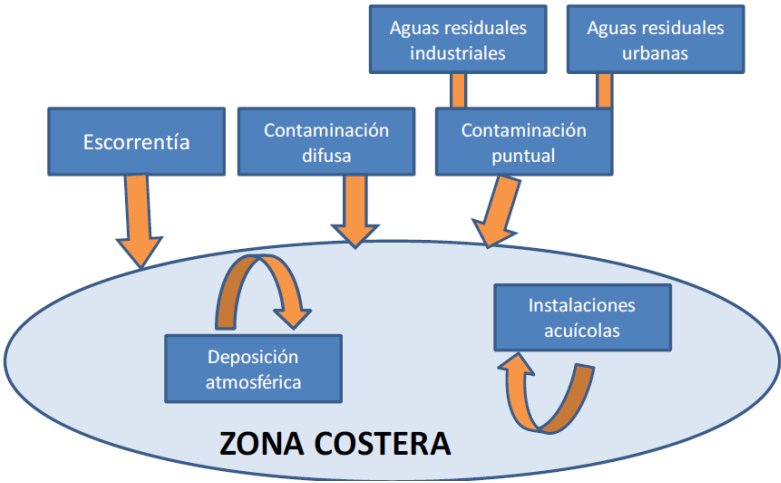 Aguas residuales
industriales
Aguas residuales
urbanas
Escorrentía
Contaminación
difusa
Contaminación
puntual
Instalaciones
acuícolas
Deposición
atmosférica
ZONA COSTERA